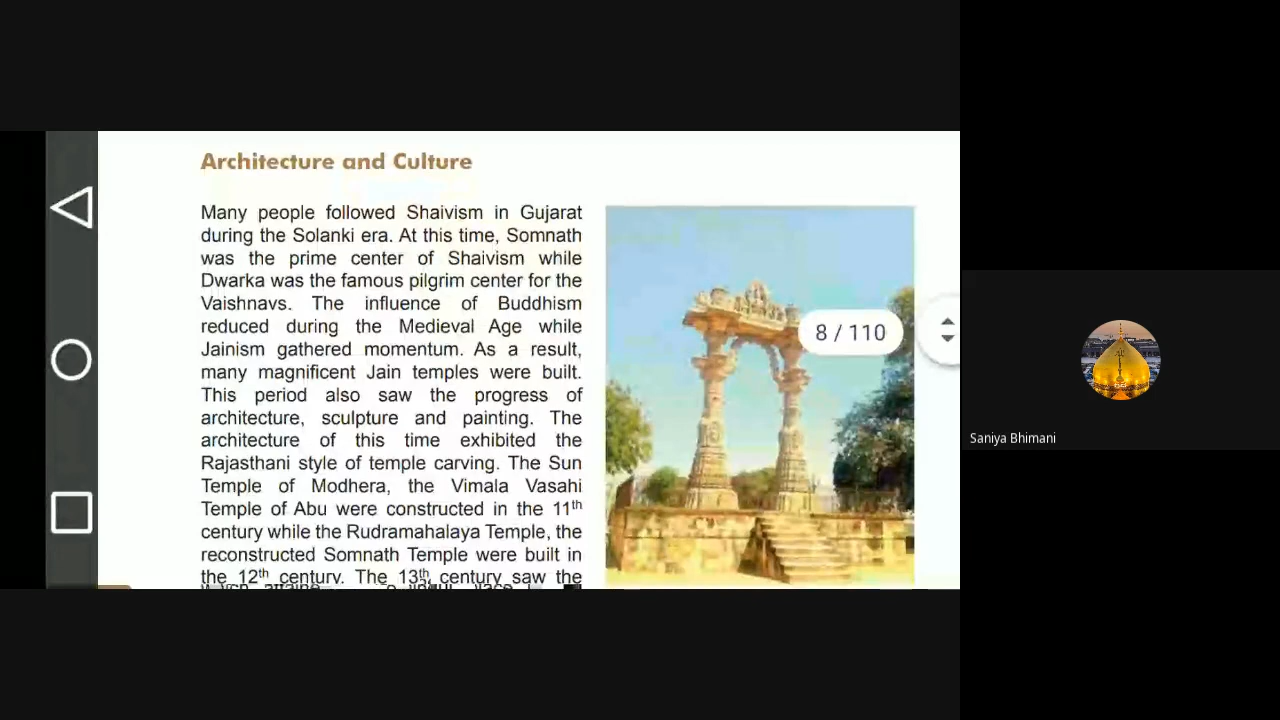 Architecture and Culture
Many people followed Shaivism in Gujarat
during the Solanki era. At this time, Somnath
was the prime center of Shaivism while
Dwarka was the famous pilgrim center for the
Vaishnavs. The influence of Buddhism
reduced during the Medieval Age while
Jainism gathered momentum. As a result,
many magnificent Jain temples were built.
This period also saw the progress of
architecture, sculpture and painting. The
architecture of this time exhibited the
Rajasthani style of temple carving. The Sun
Temple of Modhera, the Vimala Vasahi
Temple of Abu were constructed in the 11th
century while the Rudramahalaya Temple, the
reconstructed Somnath Temple were built in
the 12th century. The 13th century saw the
8 / 110
Saniya Bhimani